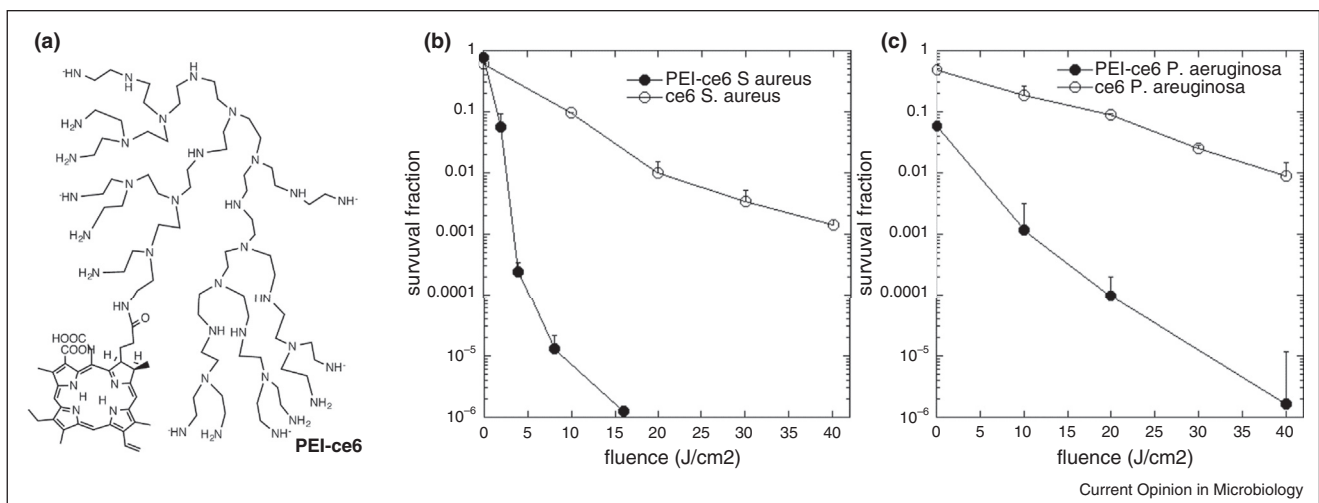 (a)
HN
N
H
HN
N
H2N
N
N
H2N
NH
N
N
HN
N
H2N
NH
HN
NH
N
H2N
N
HN
N
HN
NH
HN
O
HOOC
COOH
H
H
N
H
N
H
N
N
N
NH
N
N
NH2
NH2
HN
H2N
NH
PEI-ce6
(b)
1
0.1
0.01
0.001
0.0001
10-5
10-6
survuval fraction
PEI-ce6 S aureus
ce6 S. aureus
0 5 10 15 20 25 30 35 40
fluence (J/cm2)
(c)
1
0.1
0.01
0.001
0.0001
10-5
10-6
survuval fraction
PEI-ce6 P. aeruginosa
ce6 P. areuginosa
0 5 10 15 20 25 30 35 40
fluence (J/cm2)
Current Opinion in Microbiology